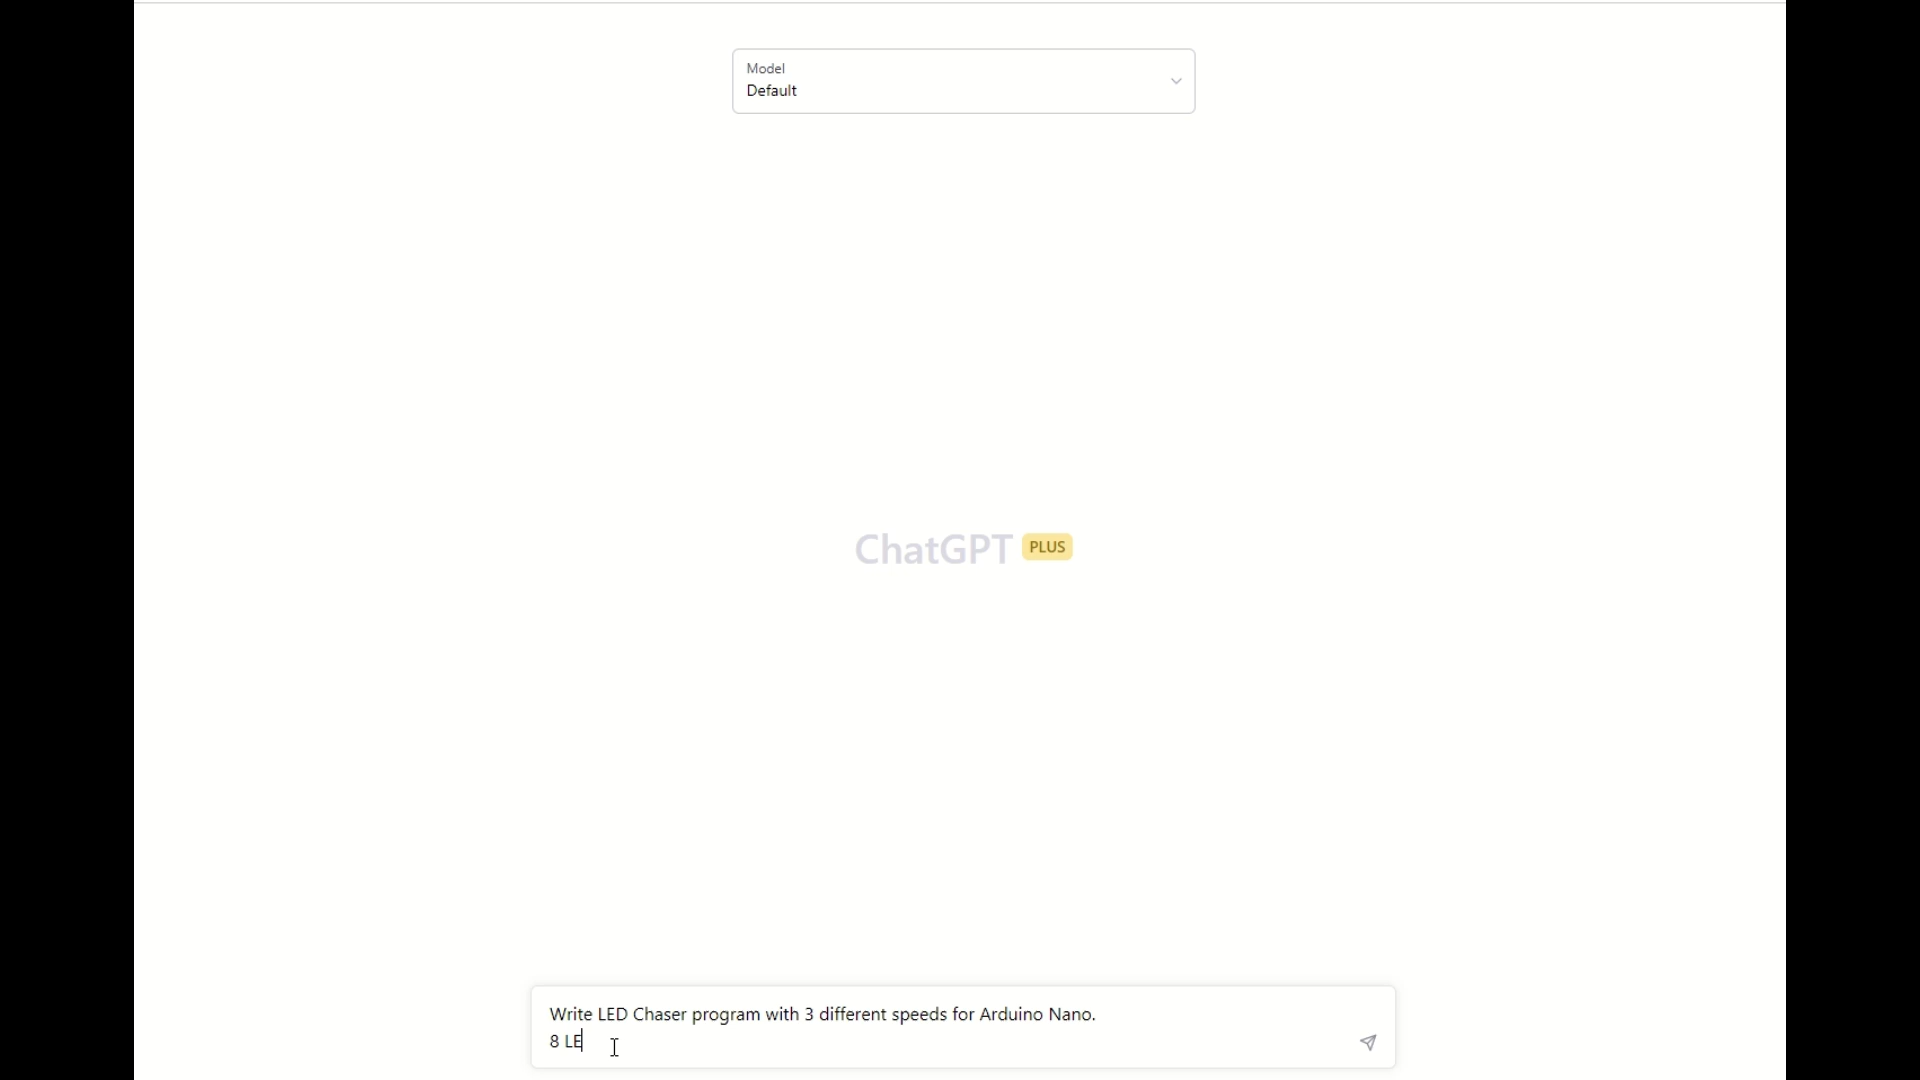 Model
Default
ChatGPT PLUS
Write LED Chaser program with 3 different speeds for Arduino Nano.
8 LE